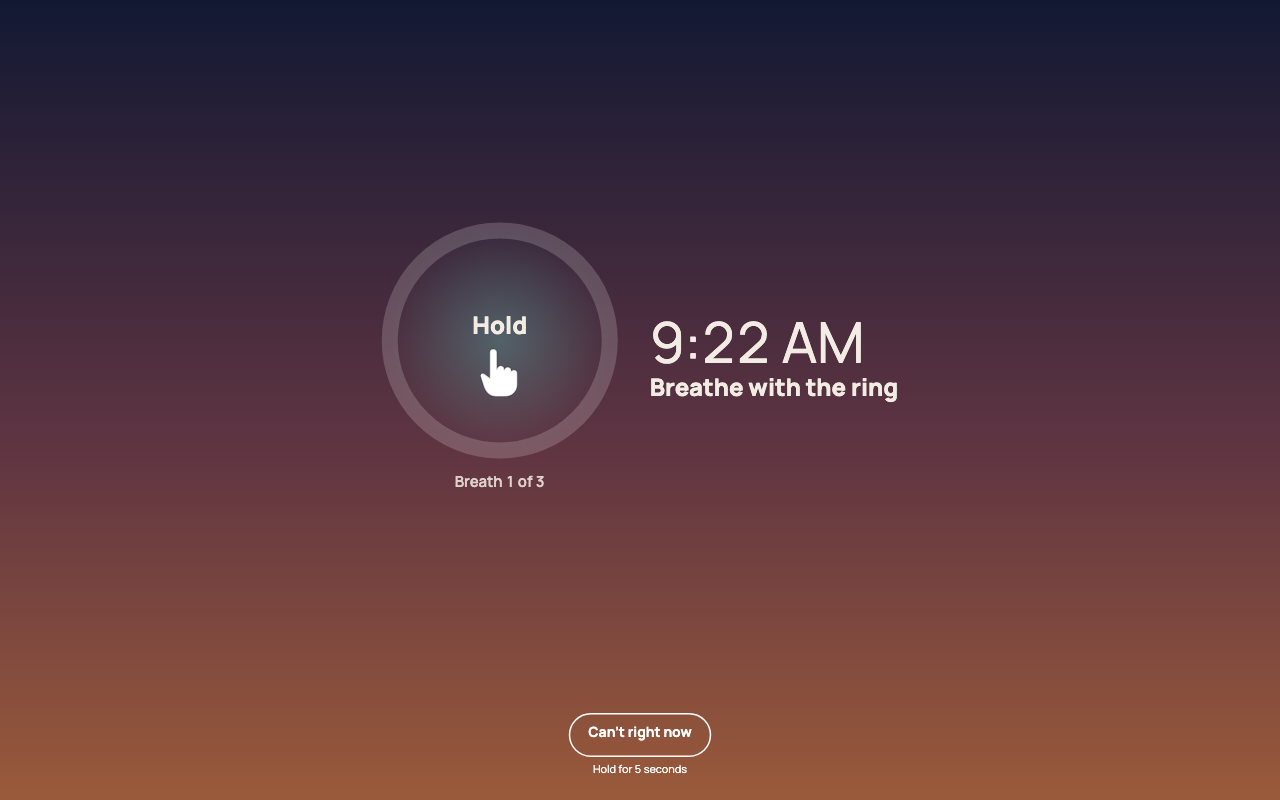 Hold
Breath 1 of 3
9:22 AM
Breathe with the ring
Can't right now
Hold for 5 seconds